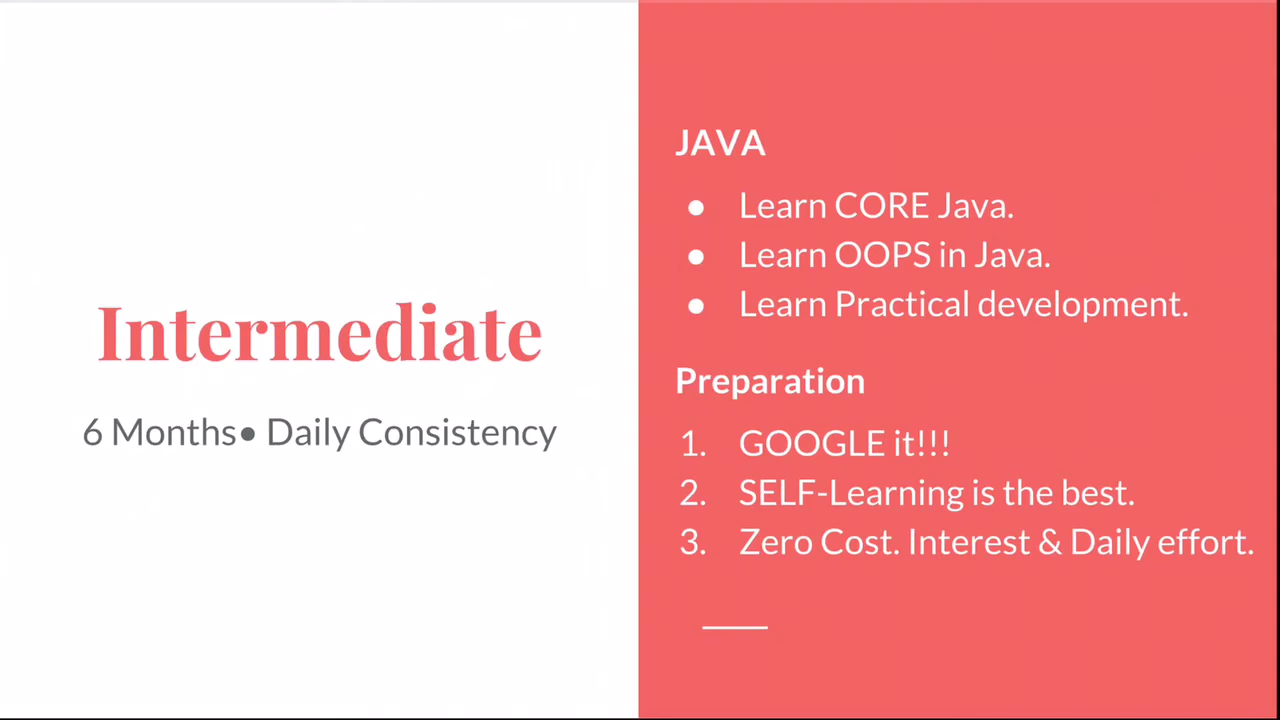 Intermediate
6 Months● Daily Consistency
JAVA
● Learn CORE Java.
● Learn OOPS in Java.
● Learn Practical development.
Preparation
1. GOOGLE it!!!
2. SELF-Learning is the best.
3. Zero Cost. Interest & Daily effort.